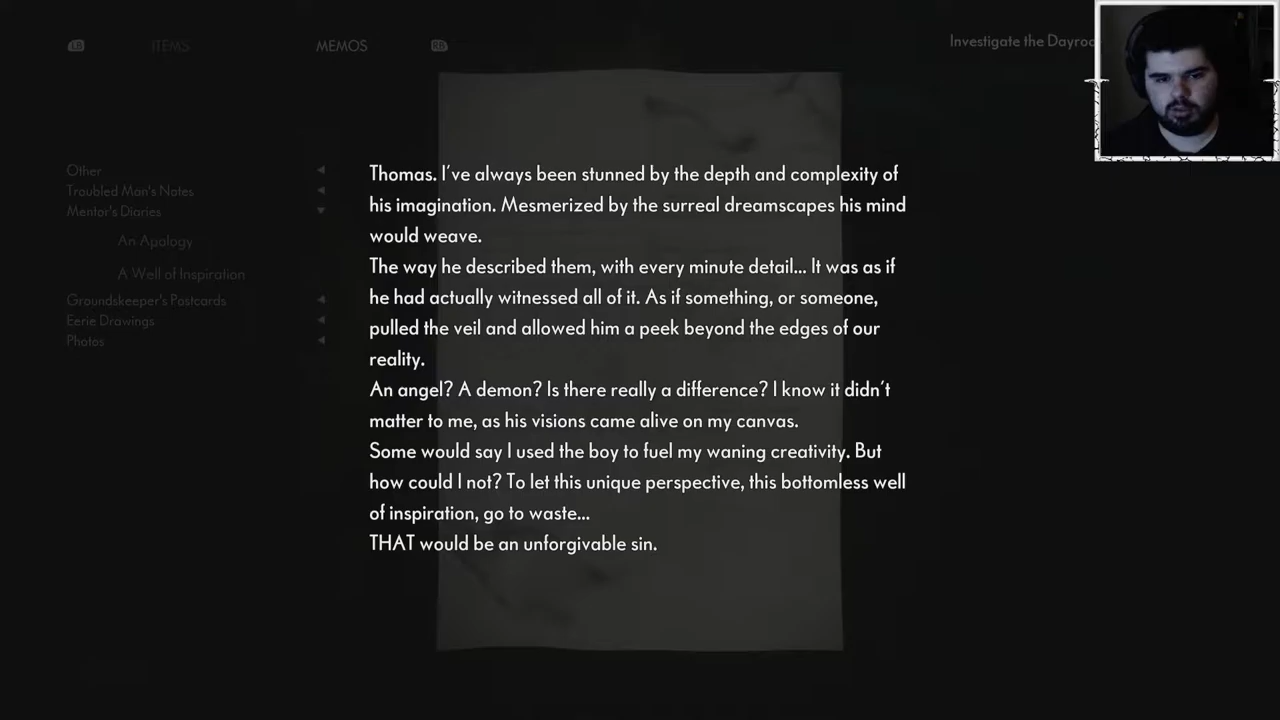 LB
ITEMS
MEMOS
RB
Investigate the Dayroo
Other
Troubled Man's Notes
Mentor's Diaries
An Apology
A Well of Inspiration
Groundskeeper's Postcards
Eerie Drawings
Photos
Thomas. I've always been stunned by the depth and complexity of
his imagination. Mesmerized by the surreal dreamscapes his mind
would weave.
The way he described them, with every minute detail... It was as if
he had actually witnessed all of it. As if something, or someone,
pulled the veil and allowed him a peek beyond the edges of our
reality.
An angel? A demon? Is there really a difference? I know it didn't
matter to me, as his visions came alive on my canvas.
Some would say I used the boy to fuel my waning creativity. But
how could I not? To let this unique perspective, this bottomless well
of inspiration, go to waste...
THAT would be an unforgivable sin.